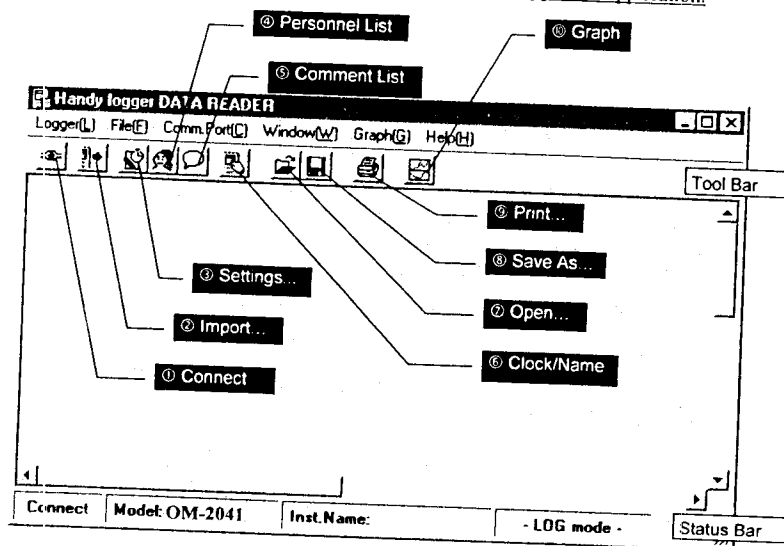 ④ Personnel List
⑩ Graph
⑤ Comment List
Handy logger DATA READER
Logger(L) File(F) Comm.Port(C) Window(W) Graph(G) Help(H)
Tool Bar
⑨ Print...
⑧ Save As...
③ Settings...
⑦ Open...
② Import...
⑥ Clock/Name
① Connect
Connect Model: OM-2041 Inst.Name: - LOG mode -
Status Bar